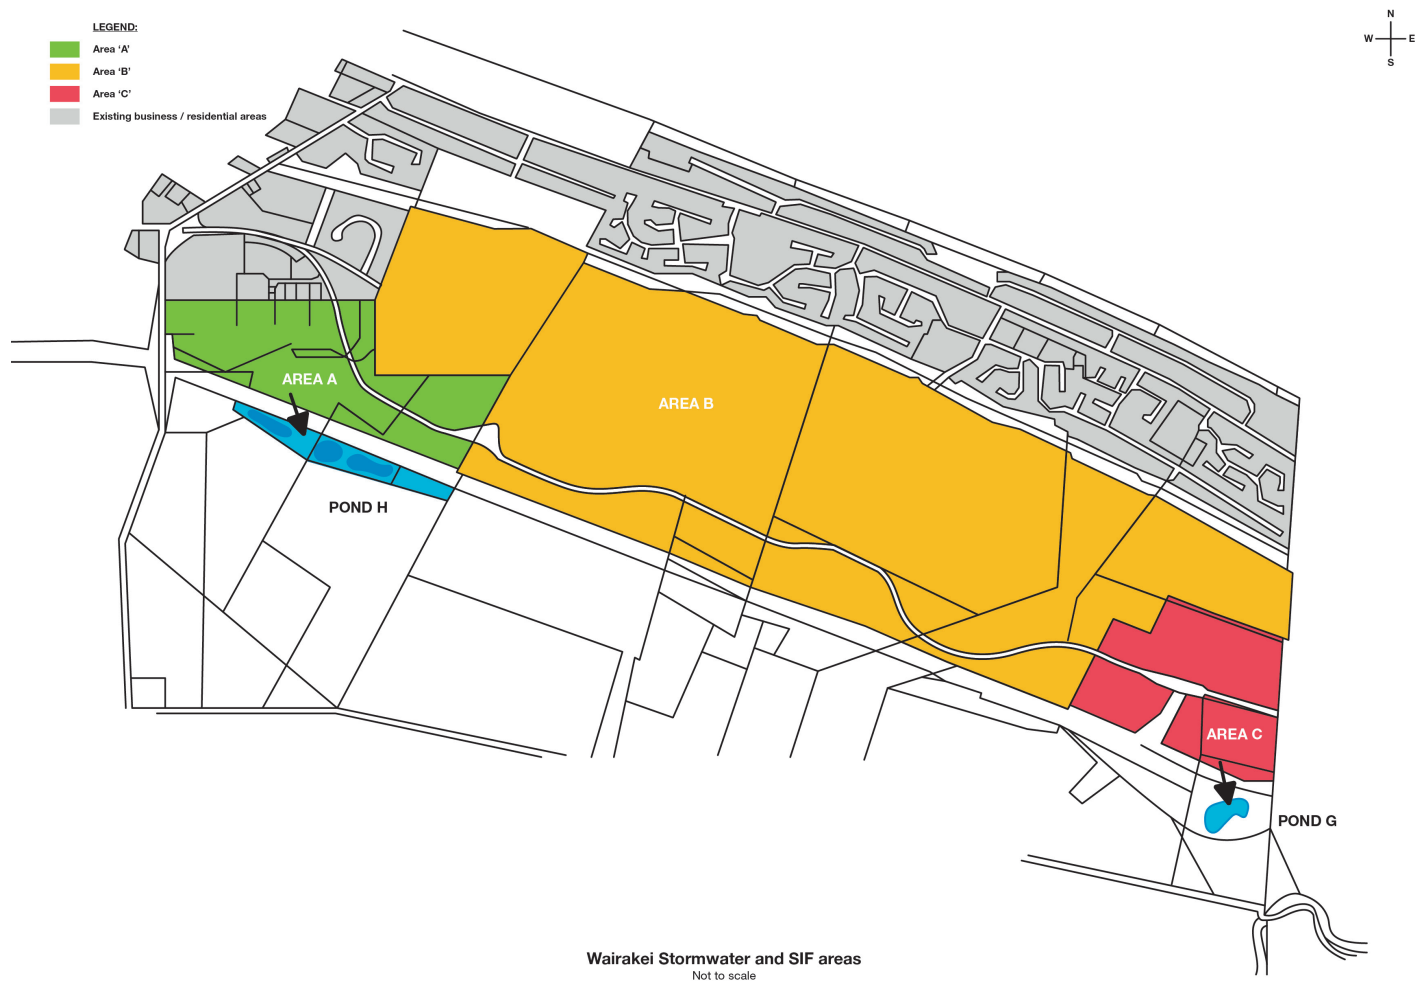 LEGEND:
Area ‘A’
Area ‘B’
Area ‘C’
Existing business / residential areas
N
W E
S
AREA A
AREA B
POND H
AREA C
POND G
Wairakei Stormwater and SIF areas
Not to scale